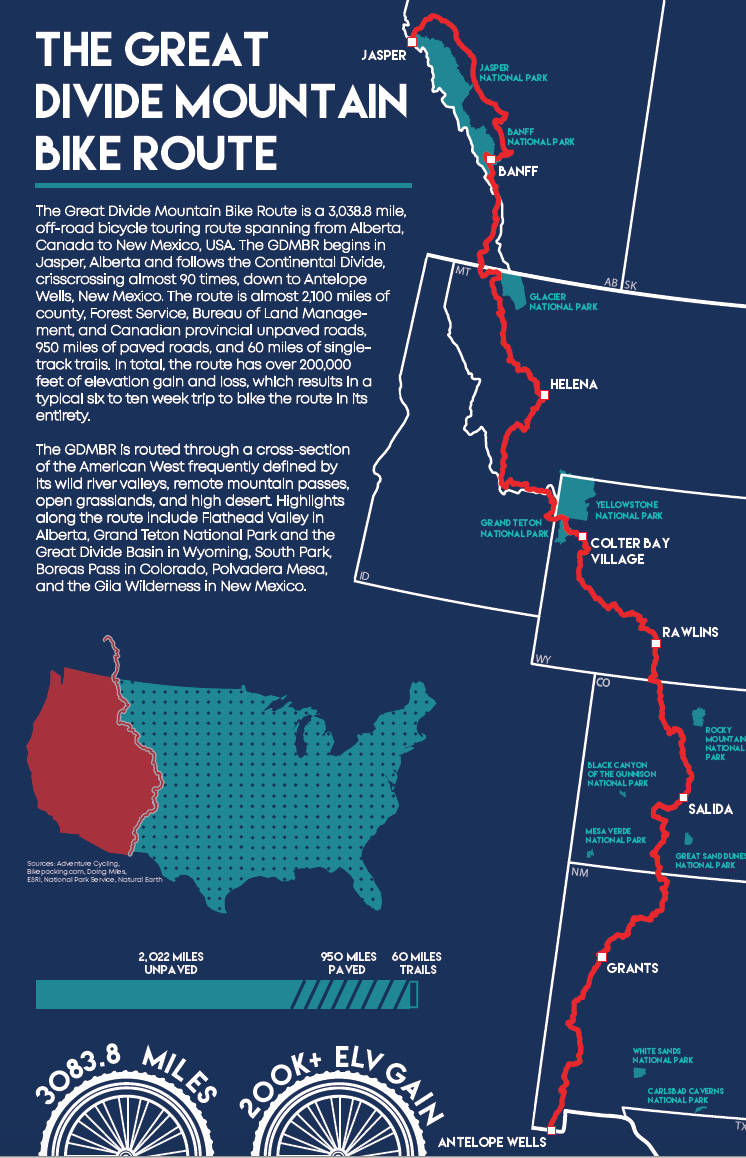 THE GREAT
DIVIDE MOUNTAIN
BIKE ROUTE
The Great Divide Mountain Bike Route is a 3,038.8 mile,
off-road bicycle touring route spanning from Alberta,
Canada to New Mexico, USA. The GDMBR begins in
Jasper, Alberta and follows the Continental Divide,
crisscrossing almost 90 times, down to Antelope
Wells, New Mexico. The route is almost 2,100 miles of
county, Forest Service, Bureau of Land Manage-
ment, and Canadian provincial unpaved roads,
950 miles of paved roads, and 60 miles of single-
track trails. In total, the route has over 200,000
feet of elevation gain and loss, which results in a
typical six to ten week trip to bike the route in its
entirety.
The GDMBR is routed through a cross-section
of the American West frequently defined by
its wild river valleys, remote mountain passes,
open grasslands, and high desert. Highlights
along the route include Flathead Valley in
Alberta, Grand Teton National Park and the
Great Divide Basin in Wyoming, South Park,
Boreas Pass in Colorado, Polvadera Mesa,
and the Gila Wilderness in New Mexico.
Sources: Adventure Cycling,
Bikepacking.com, Doing Miles,
ESRI, National Park Service, Natural Earth
2,022 MILES
UNPAVED
950 MILES
PAVED
60 MILES
TRAILS
3083.8 MILES
200K+ ELV GAIN
JASPER
JASPER
NATIONAL PARK
BANFF
NATIONAL PARK
BANFF
MT
AB
SK
GLACIER
NATIONAL PARK
HELENA
YELLOWSTONE
NATIONAL PARK
GRAND TETON
NATIONAL PARK
COLTER BAY
VILLAGE
ID
RAWLINS
WY
CO
ROCKY
MOUNTAIN
NATIONAL
PARK
BLACK CANYON
OF THE GUNNISON
NATIONAL PARK
SALIDA
MESA VERDE
NATIONAL PARK
GREAT SAND DUNES
NATIONAL PARK
NM
GRANTS
WHITE SANDS
NATIONAL PARK
CARLSBAD CAVERNS
NATIONAL PARK
TX
ANTELOPE WELLS